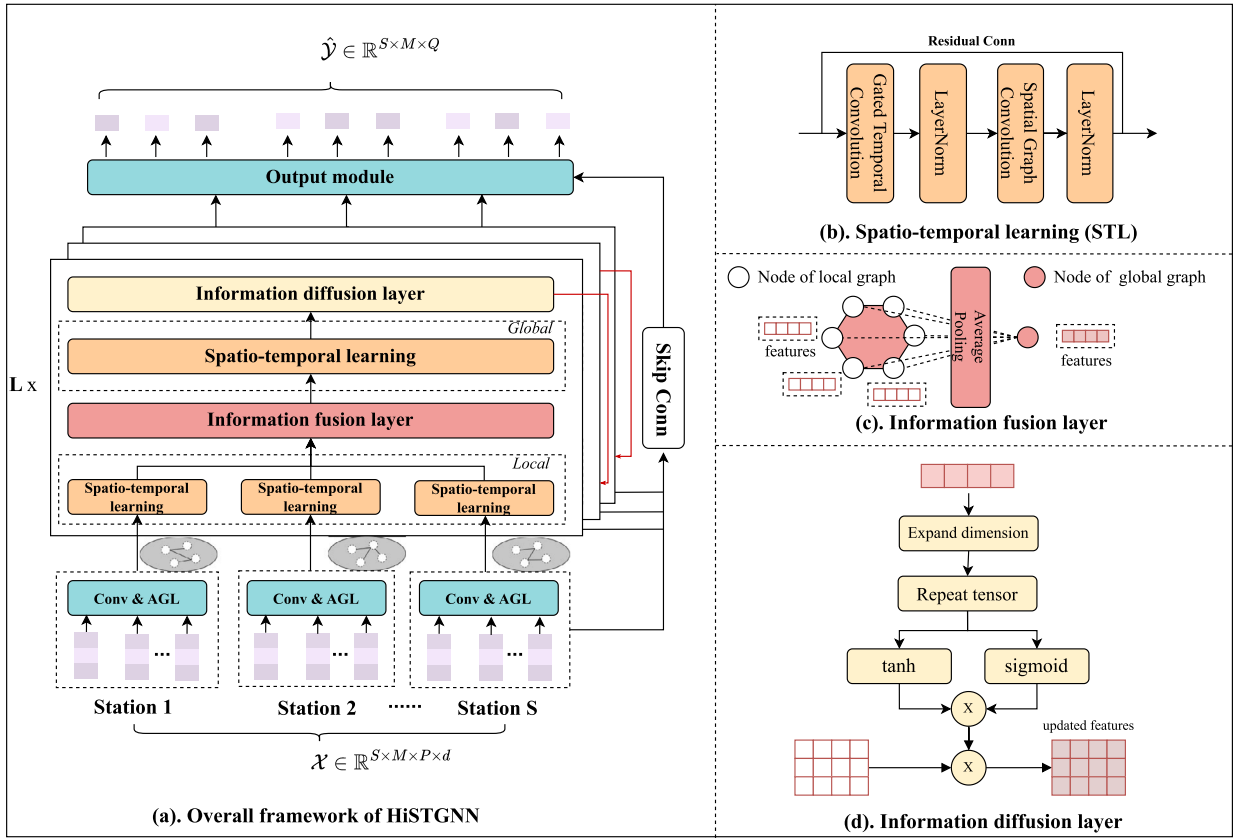 𝒴̂ ∈ ℝ^{S×M×Q}
Output module
Information diffusion layer
Global
Spatio-temporal learning
L x
Information fusion layer
Local
Spatio-temporal
learning
Spatio-temporal
learning
Spatio-temporal
learning
Skip Conn
Conv & AGL
Conv & AGL
Conv & AGL
...
...
...
Station 1
Station 2
......
Station S
𝒳 ∈ ℝ^{S×M×P×d}
(a). Overall framework of HiSTGNN
Residual Conn
Gated Temporal
Convolution
LayerNorm
Spatial Graph
Convolution
LayerNorm
(b). Spatio-temporal learning (STL)
Node of local graph
Node of global graph
features
Average
Pooling
features
(c). Information fusion layer
Expand dimension
Repeat tensor
tanh
sigmoid
X
updated features
X
(d). Information diffusion layer